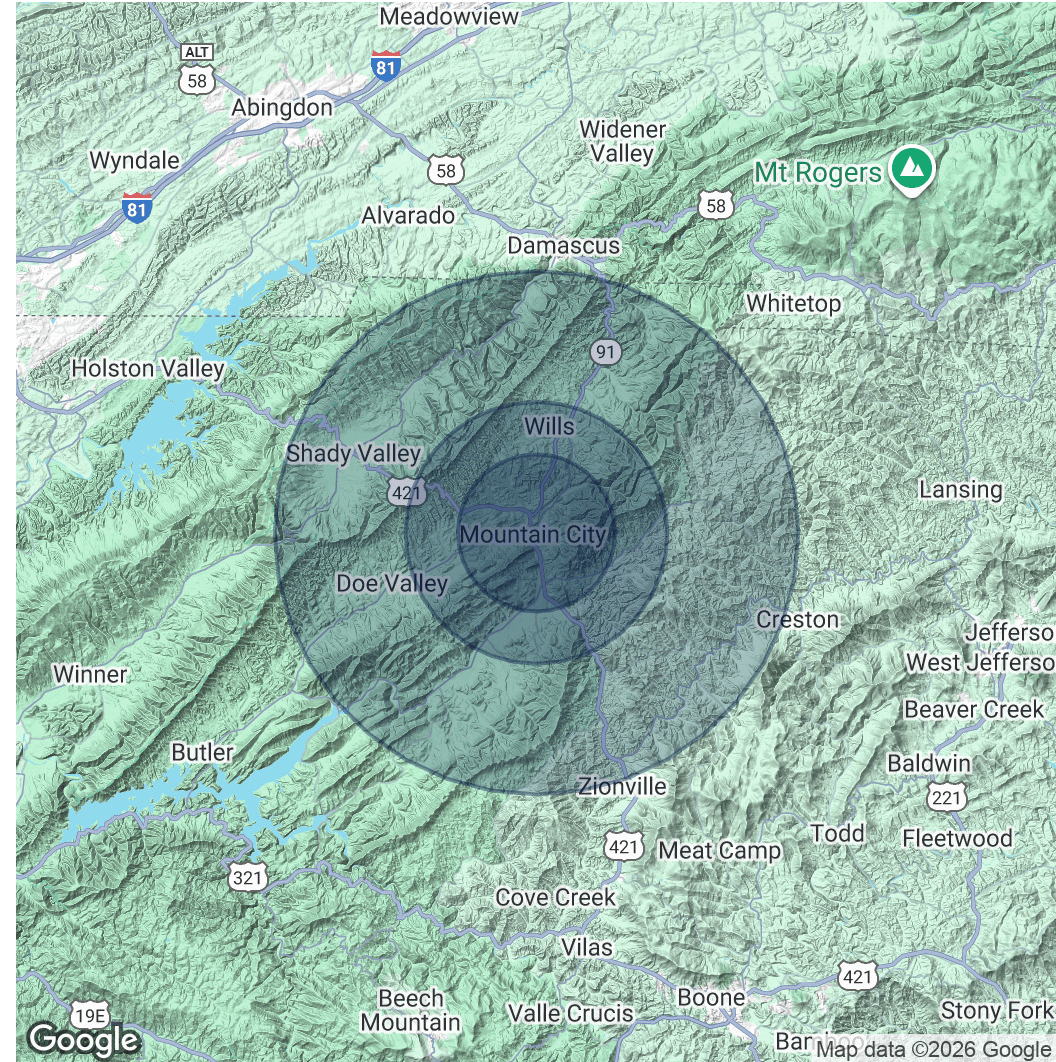 Meadowview
ALT
58
81
Abingdon
Widener
Valley
Wyndale
58
Mt Rogers
81
58
Alvarado
Damascus
Whitetop
91
Holston Valley
Wills
Shady Valley
421
Lansing
Mountain City
Doe Valley
Creston
Jefferso
West Jefferso
Winner
Beaver Creek
Butler
Baldwin
Zionville
221
Todd
Fleetwood
421
Meat Camp
321
Cove Creek
Vilas
421
Beech
Mountain
Boone
Valle Crucis
Stony Fork
19E
Google
Map data ©2026 Google